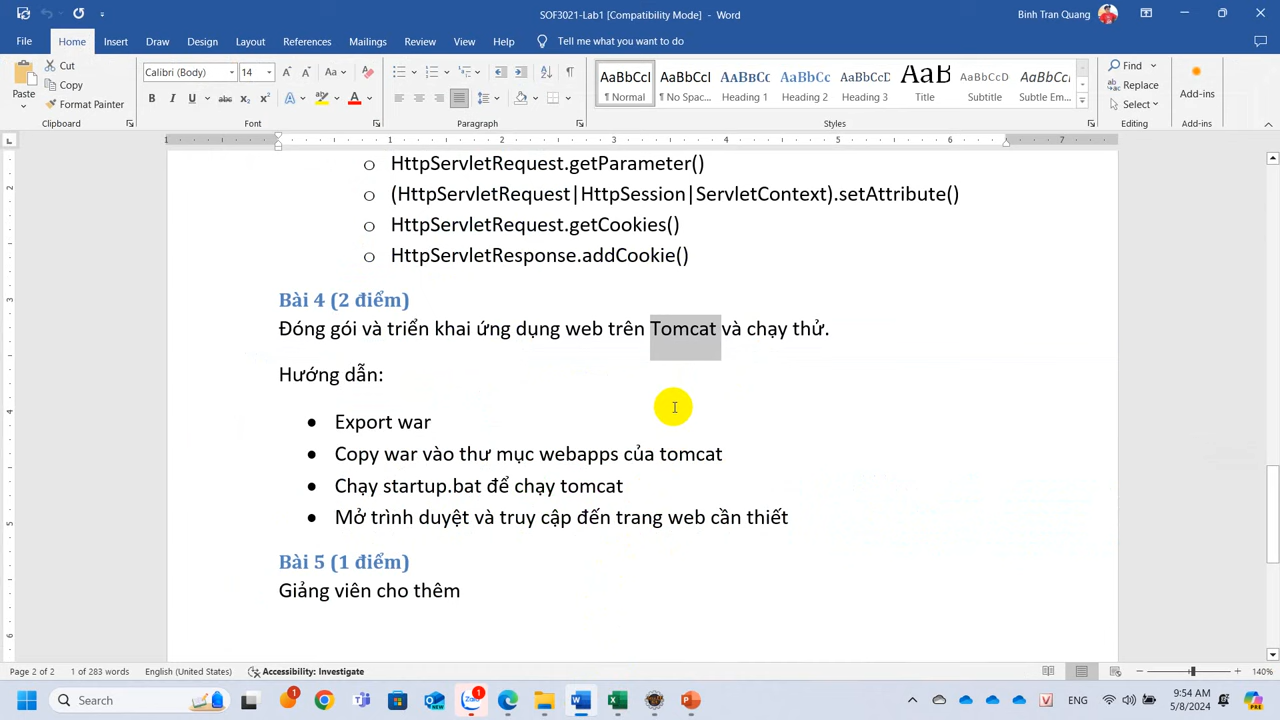 SOF3021-Lab1 [Compatibility Mode] - Word
Binh Tran Quang
File Home Insert Draw Design Layout References Mailings Review View Help Tell me what you want to do
Paste
Cut
Copy
Format Painter
Clipboard
Calibri (Body) 14
Font
Paragraph
AaBbCcI AaBbCcI AABBCC AaBbCc AaBbCcD AaB AaBbCcD AaBbCcD
¶ Normal ¶ No Spac... Heading 1 Heading 2 Heading 3 Title Subtitle Subtle Em...
Styles
Find
Replace
Select
Editing
Add-ins
Add-ins
HttpServletRequest.getParameter()
(HttpServletRequest|HttpSession|ServletContext).setAttribute()
HttpServletRequest.getCookies()
HttpServletResponse.addCookie()
Bài 4 (2 điểm)
Đóng gói và triển khai ứng dụng web trên Tomcat và chạy thử.
Hướng dẫn:
Export war
Copy war vào thư mục webapps của tomcat
Chạy startup.bat để chạy tomcat
Mở trình duyệt và truy cập đến trang web cần thiết
Bài 5 (1 điểm)
Giảng viên cho thêm
Page 2 of 2 1 of 283 words English (United States) Accessibility: Investigate 140%
Search
ENG
9:54 AM
5/8/2024